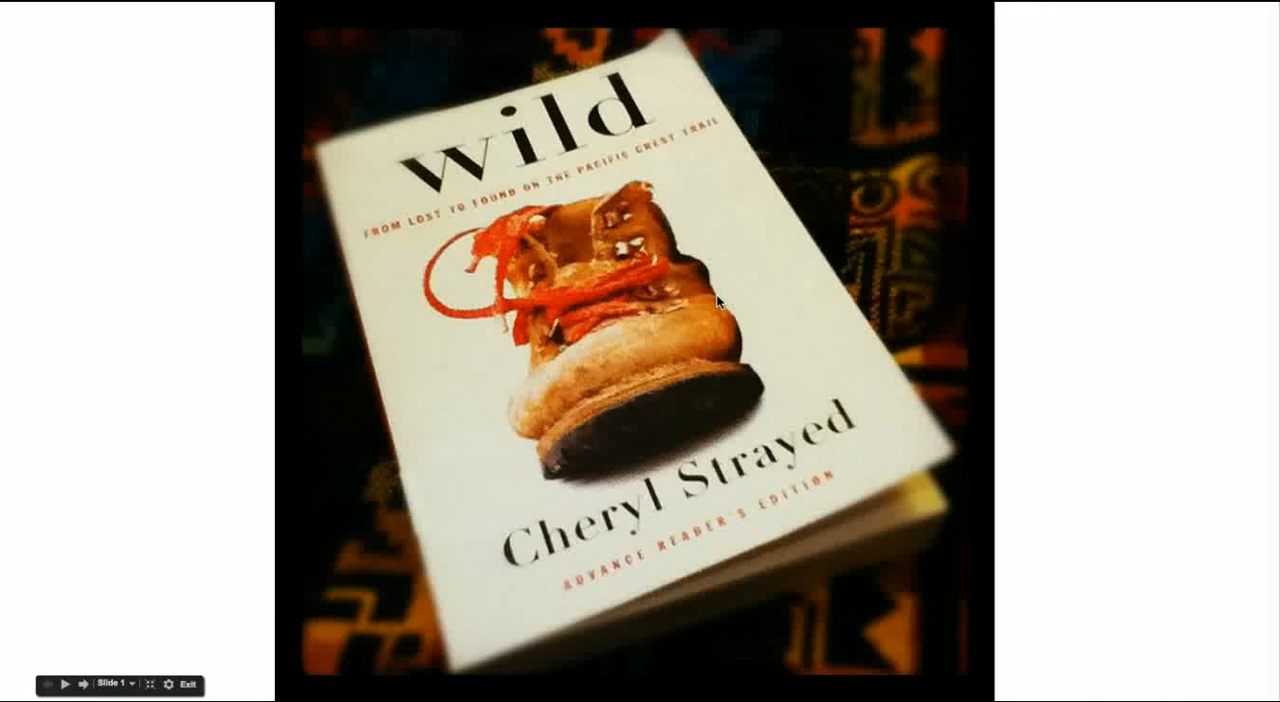 wild
FROM LOST TO FOUND ON THE PACIFIC CREST TRAIL
Cheryl Strayed
ADVANCE READER'S EDITION
Slide 1
Exit